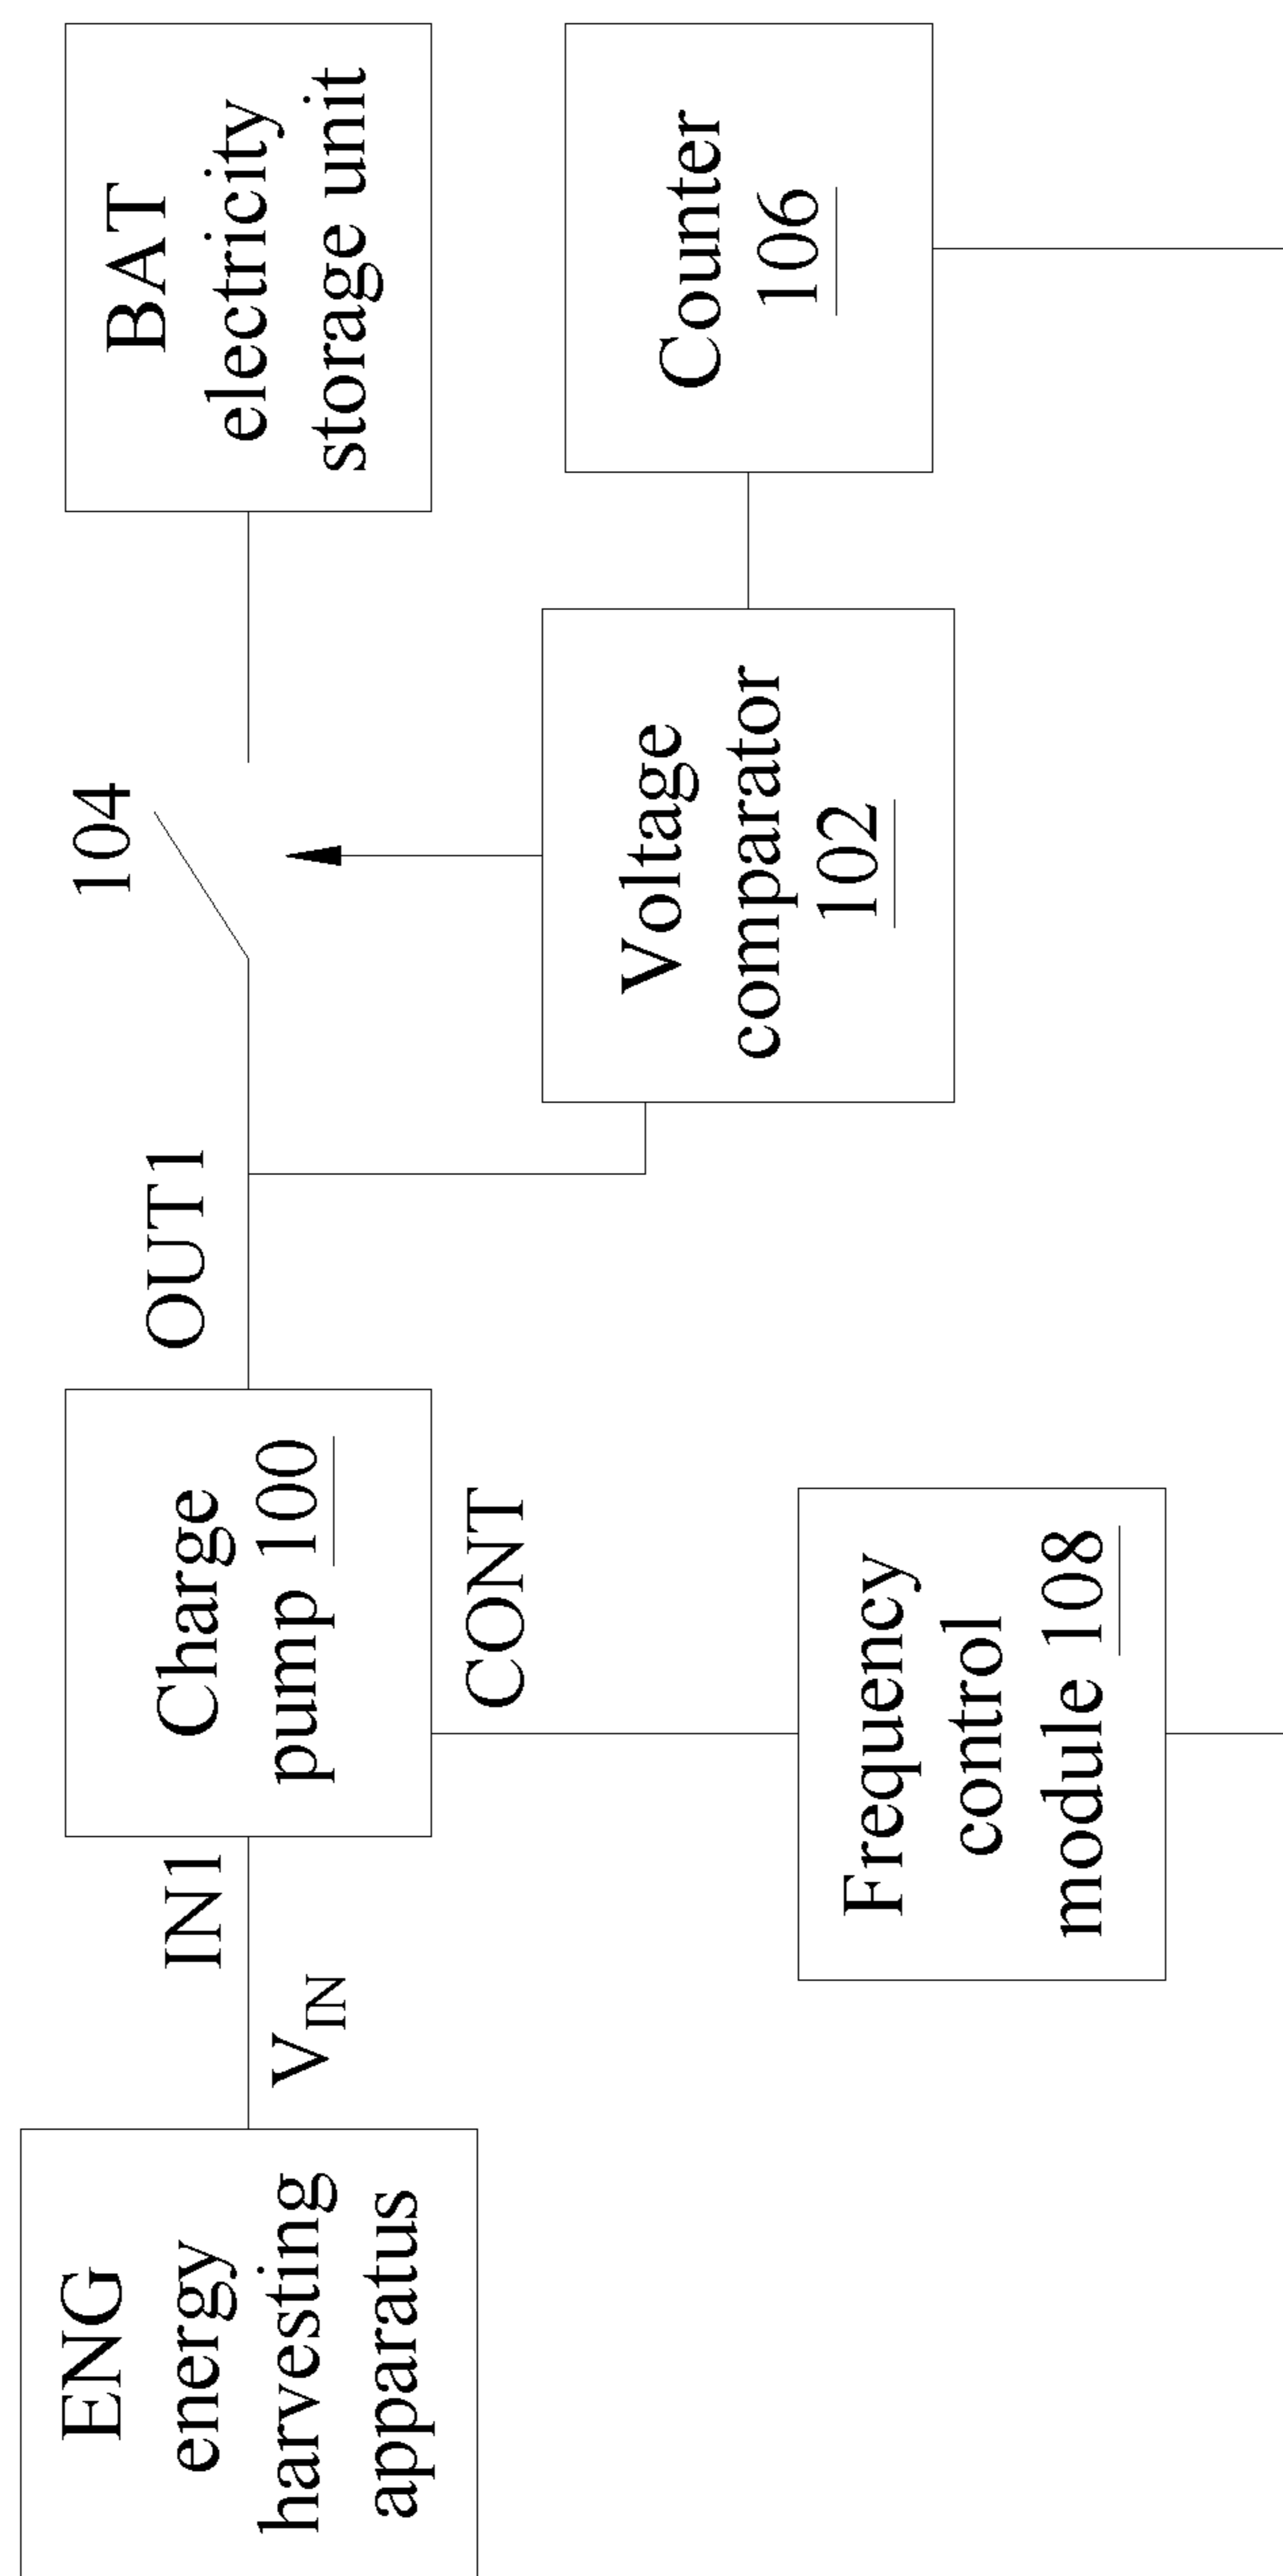 ENG
energy
harvesting
apparatus
V_IN
IN1
Charge
pump 100
CONT
OUT1
104
BAT
electricity
storage unit
Frequency
control
module 108
Voltage
comparator
102
Counter
106